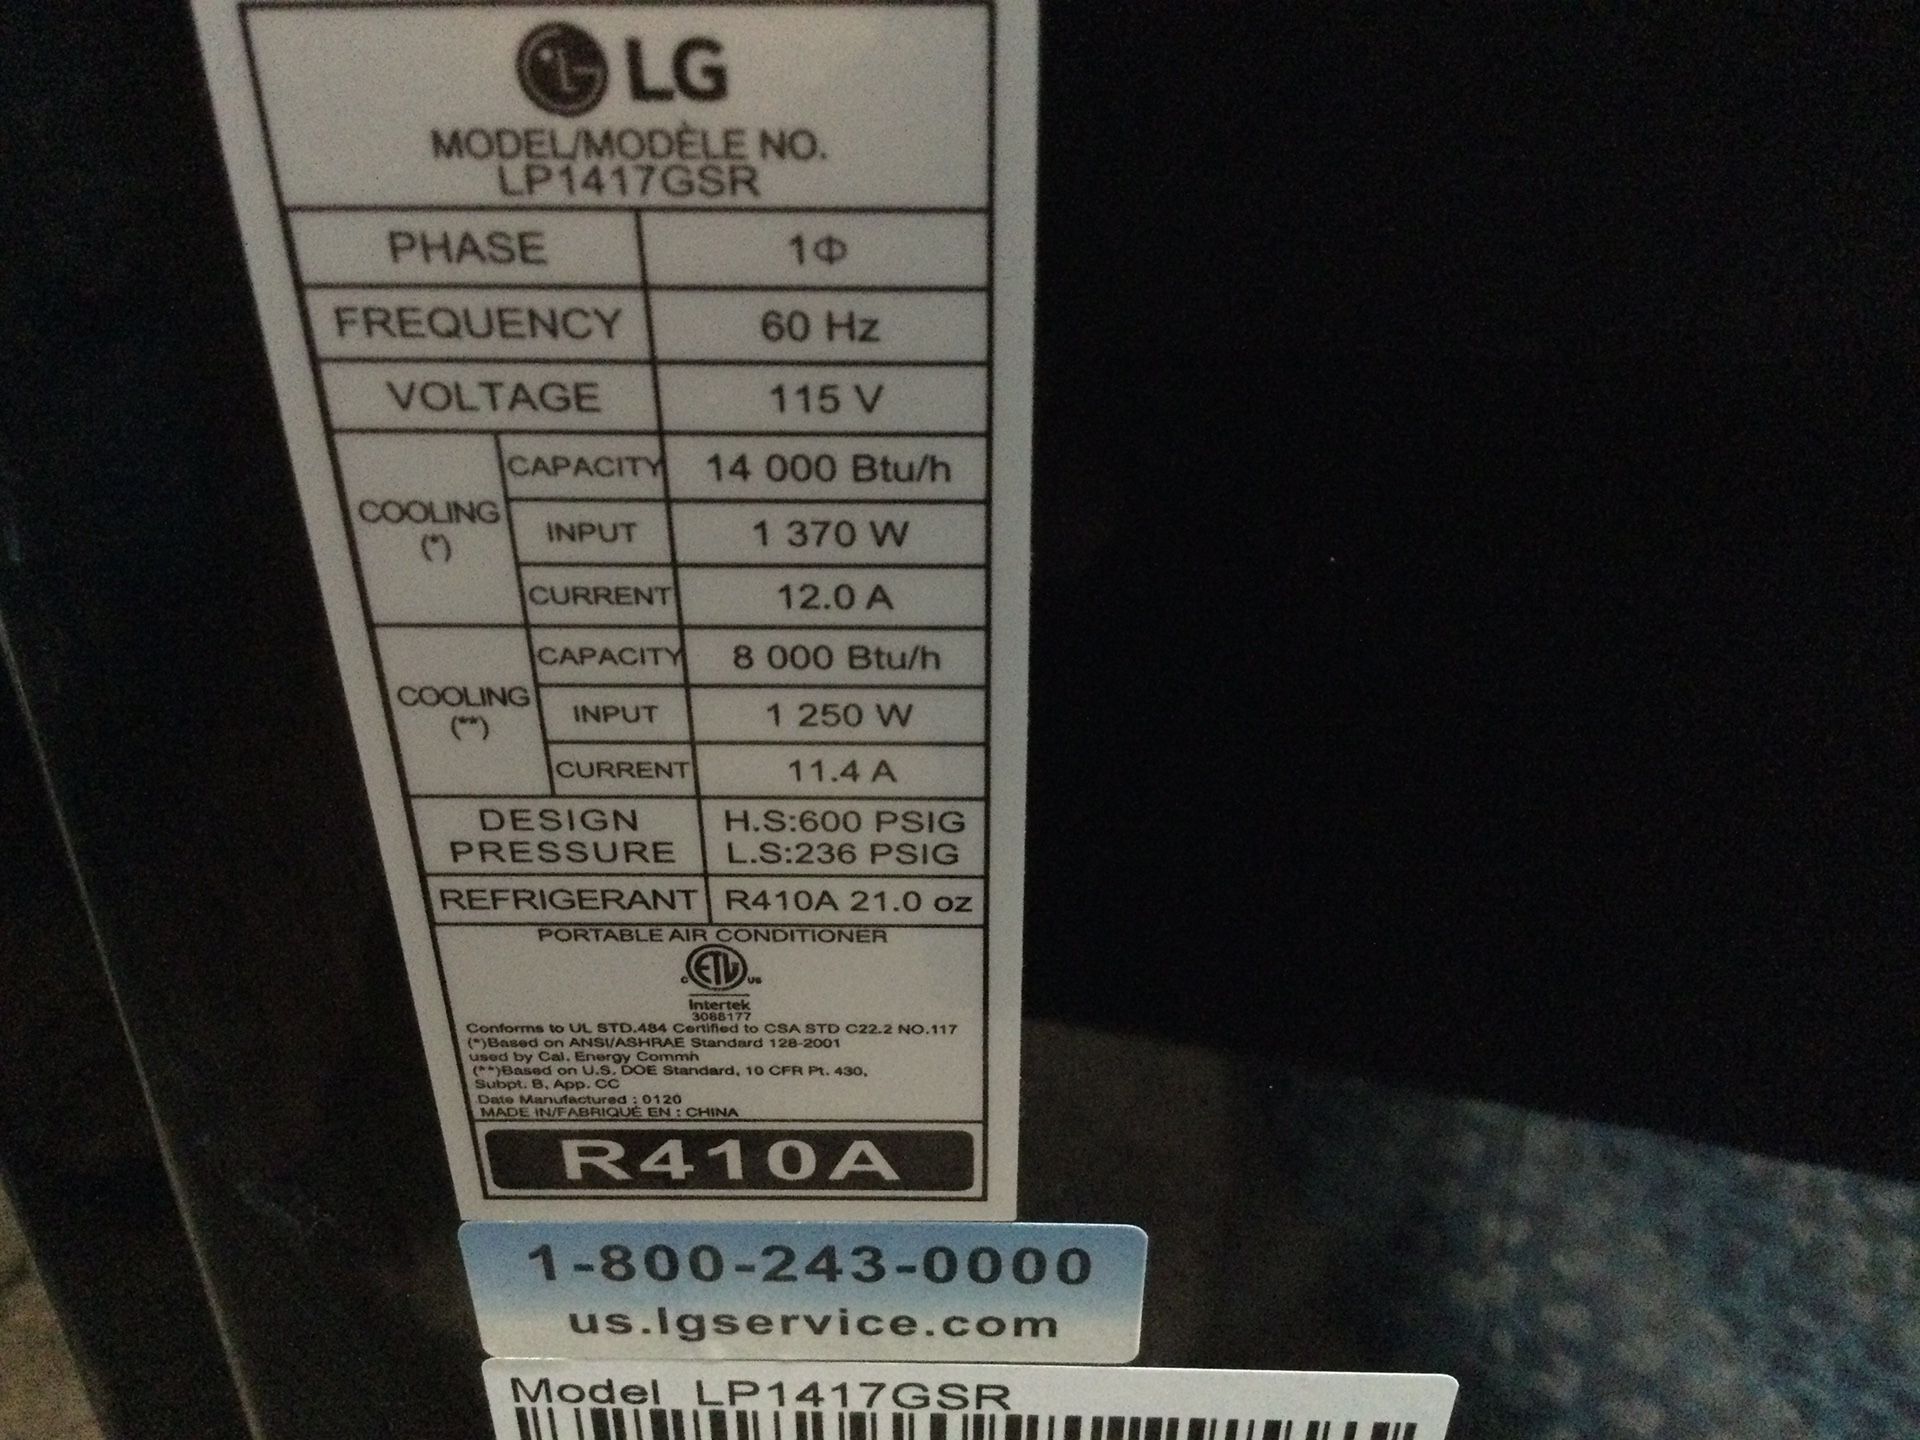 LG
MODEL/MODÈLE NO.
LP1417GSR
PHASE 1Φ
FREQUENCY 60 Hz
VOLTAGE 115 V
COOLING (*)
CAPACITY 14 000 Btu/h
INPUT 1 370 W
CURRENT 12.0 A
COOLING (**)
CAPACITY 8 000 Btu/h
INPUT 1 250 W
CURRENT 11.4 A
DESIGN PRESSURE
H.S:600 PSIG
L.S:236 PSIG
REFRIGERANT R410A 21.0 oz
PORTABLE AIR CONDITIONER
C ETL US
Intertek
3088177
Conforms to UL STD.484 Certified to CSA STD C22.2 NO.117
(*)Based on ANSI/ASHRAE Standard 128-2001
used by Cal. Energy Commh
(**)Based on U.S. DOE Standard, 10 CFR Pt. 430,
Subpt. B, App. CC
Date Manufactured : 0120
MADE IN/FABRIQUÉ EN : CHINA
R410A
1-800-243-0000
us.lgservice.com
Model LP1417GSR